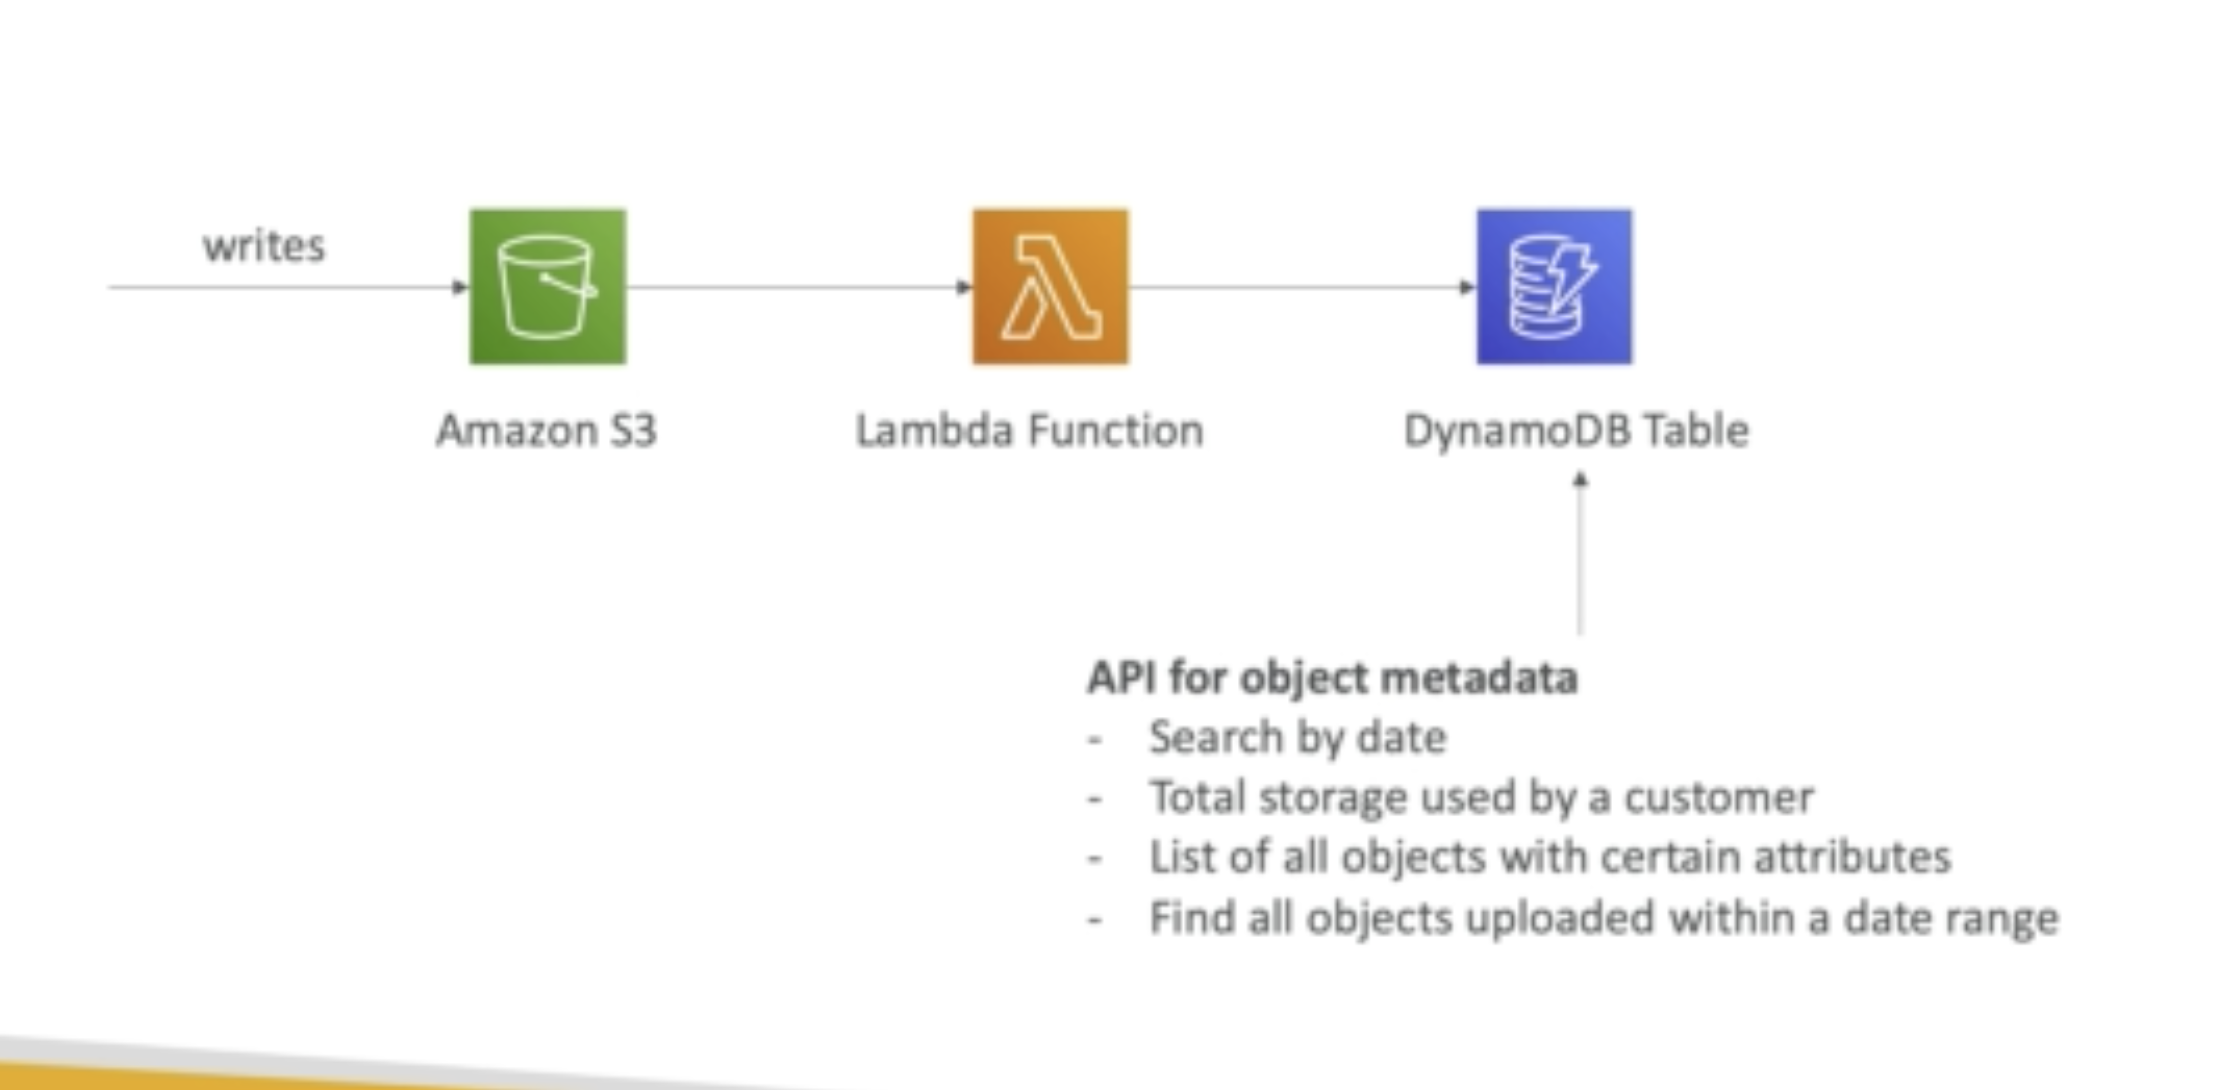 writes
Amazon S3
Lambda Function
DynamoDB Table
API for object metadata
- Search by date
- Total storage used by a customer
- List of all objects with certain attributes
- Find all objects uploaded within a date range